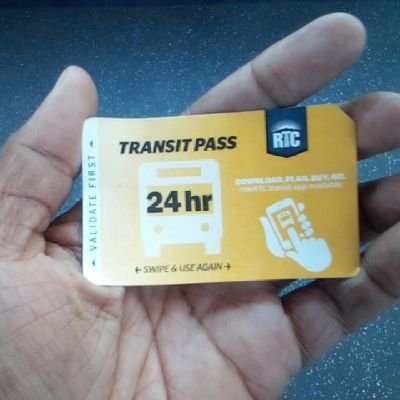 TRANSIT PASS
RTC
VALIDATE FIRST
24 hr
DOWNLOAD. PLAN. BUY. GO.
rideRTC transit app available
SWIPE & USE AGAIN